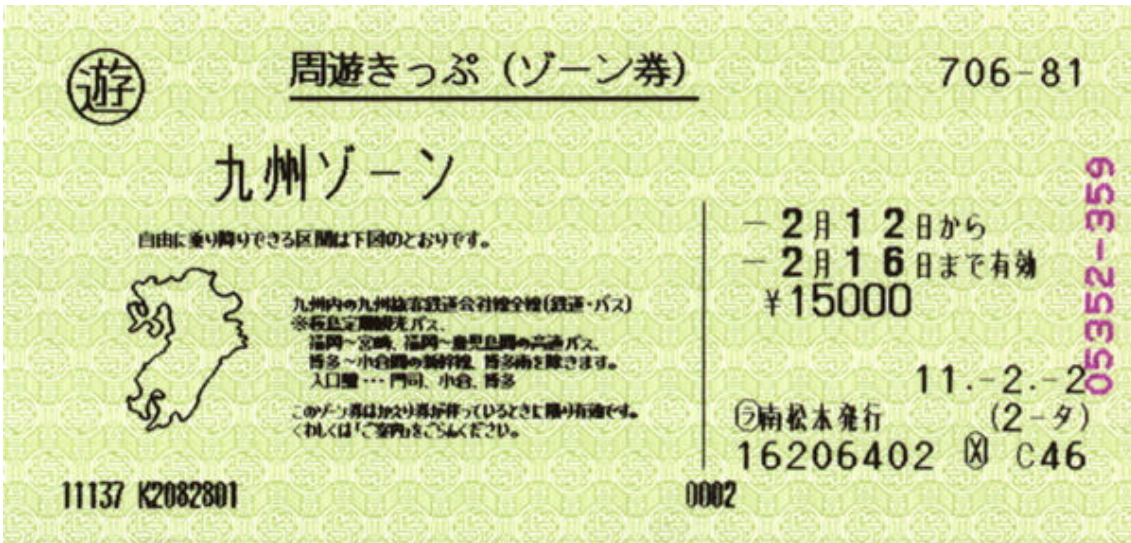 遊
周遊きっぷ（ゾーン券）
706-81
九州ゾーン
自由に乗り降りできる区間は下図のとおりです。
九州内の九州旅客鉄道会社線全線(鉄道・バス)
※桜島定期観光バス、
福岡～宮崎、福岡～鹿児島間の高速バス、
博多～小倉間の新幹線、博多南を除きます。
入口駅･･･門司、小倉、博多
このゾーン券はかえり券が伴っているときに限り有効です。
くわしくは「ご案内」をごらんください。
-2月12日から
-2月16日まで有効
¥15000
11.-2.-2
㋶南松本発行 (2-タ)
16206402 Ⓧ C46
05352-359
11137 K2082801
0002